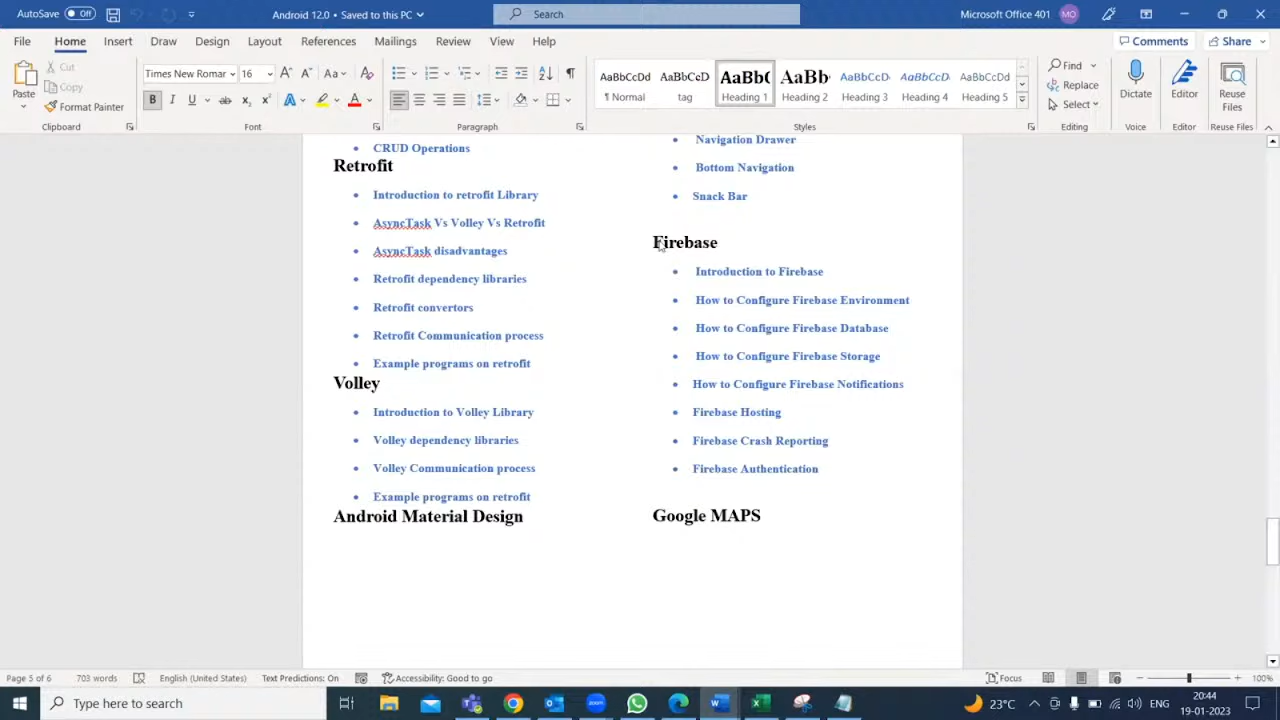 AutoSave Off
Android 12.0 • Saved to this PC
Search
Microsoft Office 401
MO
File
Home
Insert
Draw
Design
Layout
References
Mailings
Review
View
Help
Comments
Share
Paste
Cut
Copy
Format Painter
Clipboard
Times New Roman
16
Font
Paragraph
AaBbCcDd
¶ Normal
AaBbCcD
tag
AaBb(
Heading 1
AaBb
Heading 2
AaBbCcD
Heading 3
AaBbCcD
Heading 4
AaBbCcDd
Heading 5
Styles
Find
Replace
Select
Editing
Dictate
Voice
Editor
Editor
Reuse
Files
Reuse Files
• CRUD Operations
Retrofit
• Introduction to retrofit Library
• AsyncTask Vs Volley Vs Retrofit
• AsyncTask disadvantages
• Retrofit dependency libraries
• Retrofit convertors
• Retrofit Communication process
• Example programs on retrofit
Volley
• Introduction to Volley Library
• Volley dependency libraries
• Volley Communication process
• Example programs on retrofit
Android Material Design
• Navigation Drawer
• Bottom Navigation
• Snack Bar
Firebase
• Introduction to Firebase
• How to Configure Firebase Environment
• How to Configure Firebase Database
• How to Configure Firebase Storage
• How to Configure Firebase Notifications
• Firebase Hosting
• Firebase Crash Reporting
• Firebase Authentication
Google MAPS
Page 5 of 6
703 words
English (United States)
Text Predictions: On
Accessibility: Good to go
Focus
100%
Type here to search
23°C
ENG
20:44
19-01-2023